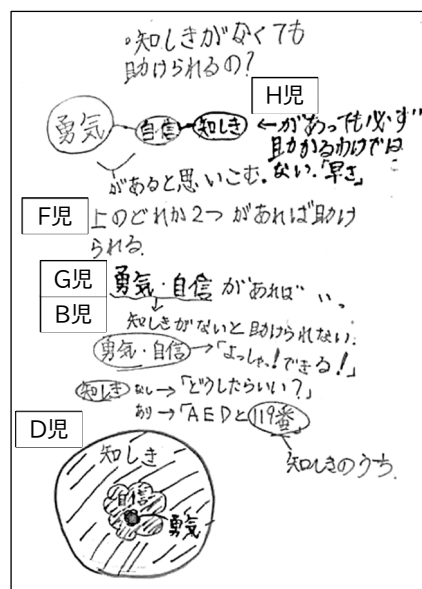 ・知しきがなくても
助けられるの?
H児
勇気 自信 知しき ←があっても必ず
助かるわけでは
ない。「早さ」
があると思いこむ。
F児
上のどれか2つがあれば助け
られる。
G児
勇気・自信があればいい。
B児
知しきがないと助けられない。
勇気・自信→「よっしゃ!できる!」
知しきなし→「どうしたらいい?」
あり→「AEDと119番」
知しきのうち。
D児
知しき
自信
勇気